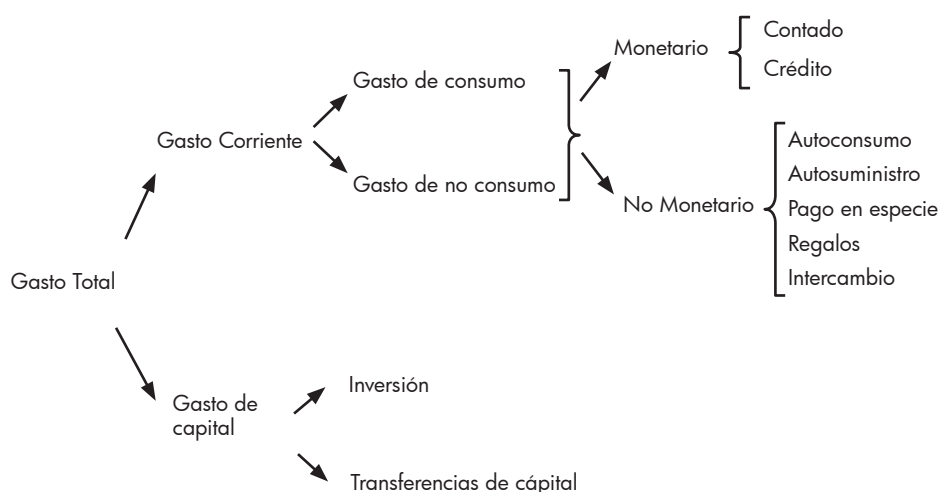 Monetario
Contado
Crédito
Gasto de consumo
Gasto Corriente
Gasto de no consumo
No Monetario
Autoconsumo
Autosuministro
Pago en especie
Regalos
Intercambio
Gasto Total
Gasto de
capital
Inversión
Transferencias de cápital